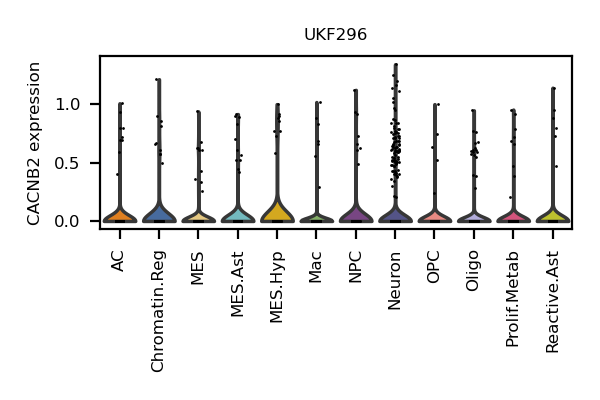 UKF296
CACNB2 expression
1.0
0.5
0.0
AC
Chromatin.Reg
MES
MES.Ast
MES.Hyp
Mac
NPC
Neuron
OPC
Oligo
Prolif.Metab
Reactive.Ast